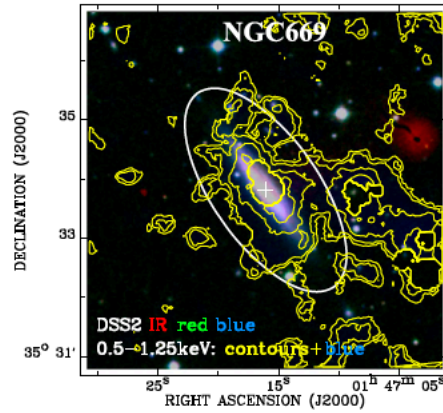 NGC669
DECLINATION (J2000)
35
33
35° 31'
DSS2 IR red blue
0.5-1.25keV: contours+blue
25ˢ
15ˢ
01ʰ 47ᵐ 05ˢ
RIGHT ASCENSION (J2000)